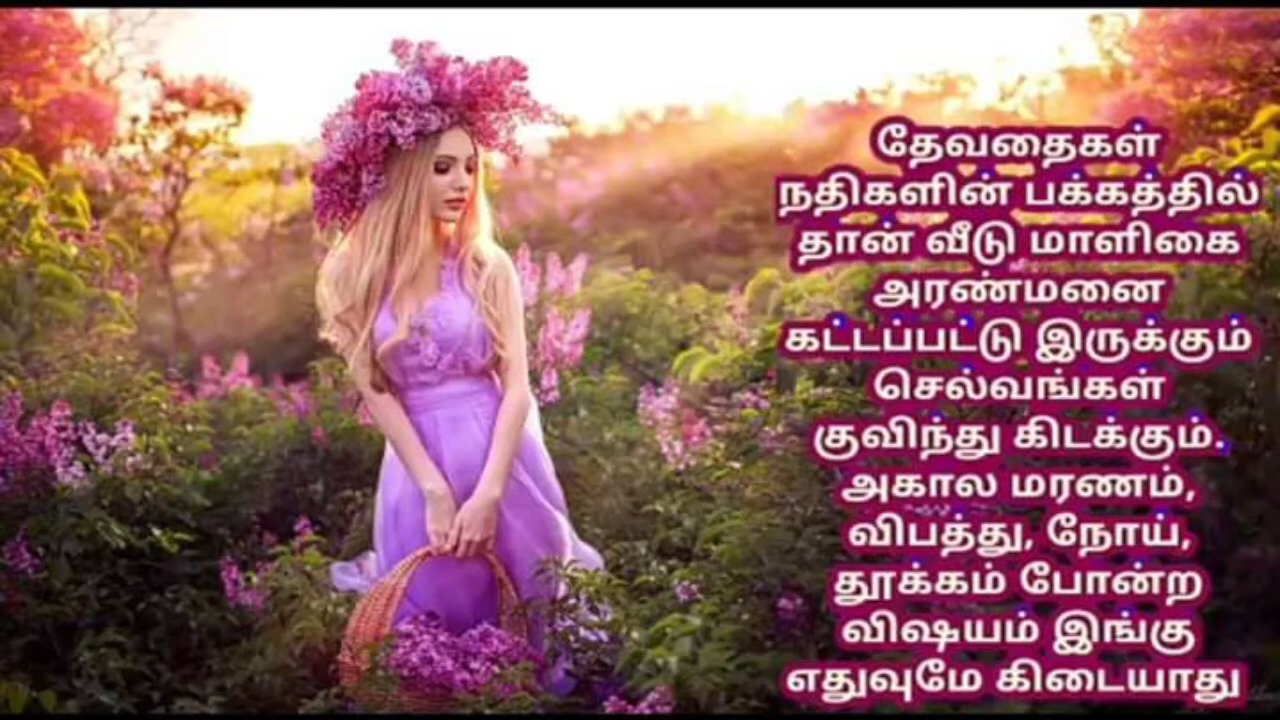 தேவதைகள்
நதிகளின் பக்கத்தில்
தான் வீடு மாளிகை
அரண்மனை
கட்டப்பட்டு இருக்கும்
செல்வங்கள்
குவிந்து கிடக்கும்.
அகால மரணம்,
விபத்து, நோய்,
தூக்கம் போன்ற
விஷயம் இங்கு
எதுவுமே கிடையாது